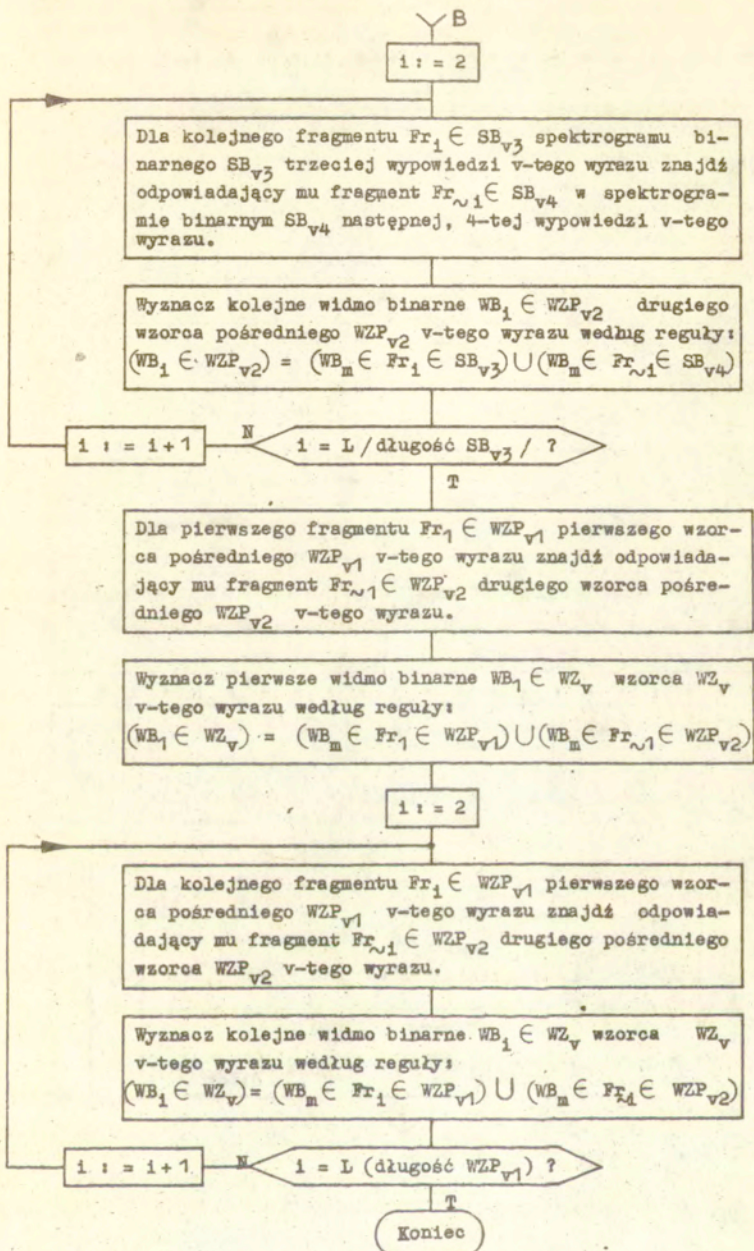 B
i := 2
Dla kolejnego fragmentu Fr_i ∈ SB_v3 spektrogramu bi-
narnego SB_v3 trzeciej wypowiedzi v-tego wyrazu znajdź
odpowiadający mu fragment Fr_~i ∈ SB_v4 w spektrogra-
mie binarnym SB_v4 następnej, 4-tej wypowiedzi v-tego
wyrazu.
Wyznacz kolejne widmo binarne WB_i ∈ WZP_v2 drugiego
wzorca pośredniego WZP_v2 v-tego wyrazu według reguły:
(WB_i ∈ WZP_v2) = (WB_m ∈ Fr_i ∈ SB_v3) ∪ (WB_m ∈ Fr_~i ∈ SB_v4)
i := i+1
N
i = L /długość SB_v3/ ?
T
Dla pierwszego fragmentu Fr_1 ∈ WZP_v1 pierwszego wzor-
ca pośredniego WZP_v1 v-tego wyrazu znajdź odpowiada-
jący mu fragment Fr_~1 ∈ WZP_v2 drugiego wzorca pośre-
dniego WZP_v2 v-tego wyrazu.
Wyznacz pierwsze widmo binarne WB_1 ∈ WZ_v wzorca WZ_v
v-tego wyrazu według reguły:
(WB_1 ∈ WZ_v) = (WB_m ∈ Fr_1 ∈ WZP_v1) ∪ (WB_m ∈ Fr_~1 ∈ WZP_v2)
i := 2
Dla kolejnego fragmentu Fr_i ∈ WZP_v1 pierwszego wzor-
ca pośredniego WZP_v1 v-tego wyrazu znajdź odpowia-
dający mu fragment Fr_~i ∈ WZP_v2 drugiego pośredniego
wzorca WZP_v2 v-tego wyrazu.
Wyznacz kolejne widmo binarne WB_i ∈ WZ_v wzorca WZ_v
v-tego wyrazu według reguły:
(WB_i ∈ WZ_v) = (WB_m ∈ Fr_i ∈ WZP_v1) ∪ (WB_m ∈ Fr_~i ∈ WZP_v2)
i := i+1
N
i = L (długość WZP_v1) ?
T
Koniec